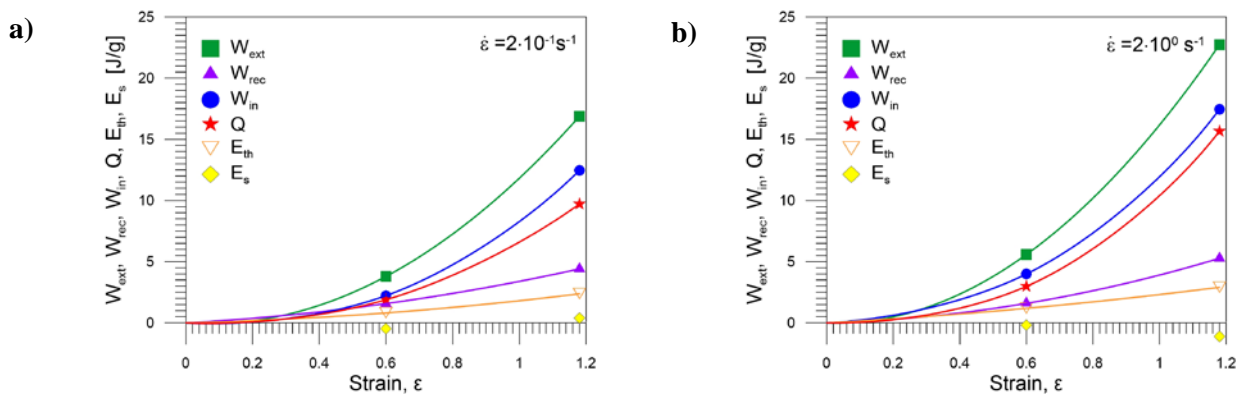 a)
W_ext, W_rec, W_in, Q, E_th, E_s [J/g]
25
20
15
10
5
0
W_ext
W_rec
W_in
Q
E_th
E_s
ε̇ =2·10⁻¹s⁻¹
0 0.2 0.4 0.6 0.8 1 1.2
Strain, ε
b)
W_ext, W_rec, W_in, Q, E_th, E_s [J/g]
25
20
15
10
5
0
W_ext
W_rec
W_in
Q
E_th
E_s
ε̇ =2·10⁰ s⁻¹
0 0.2 0.4 0.6 0.8 1 1.2
Strain, ε